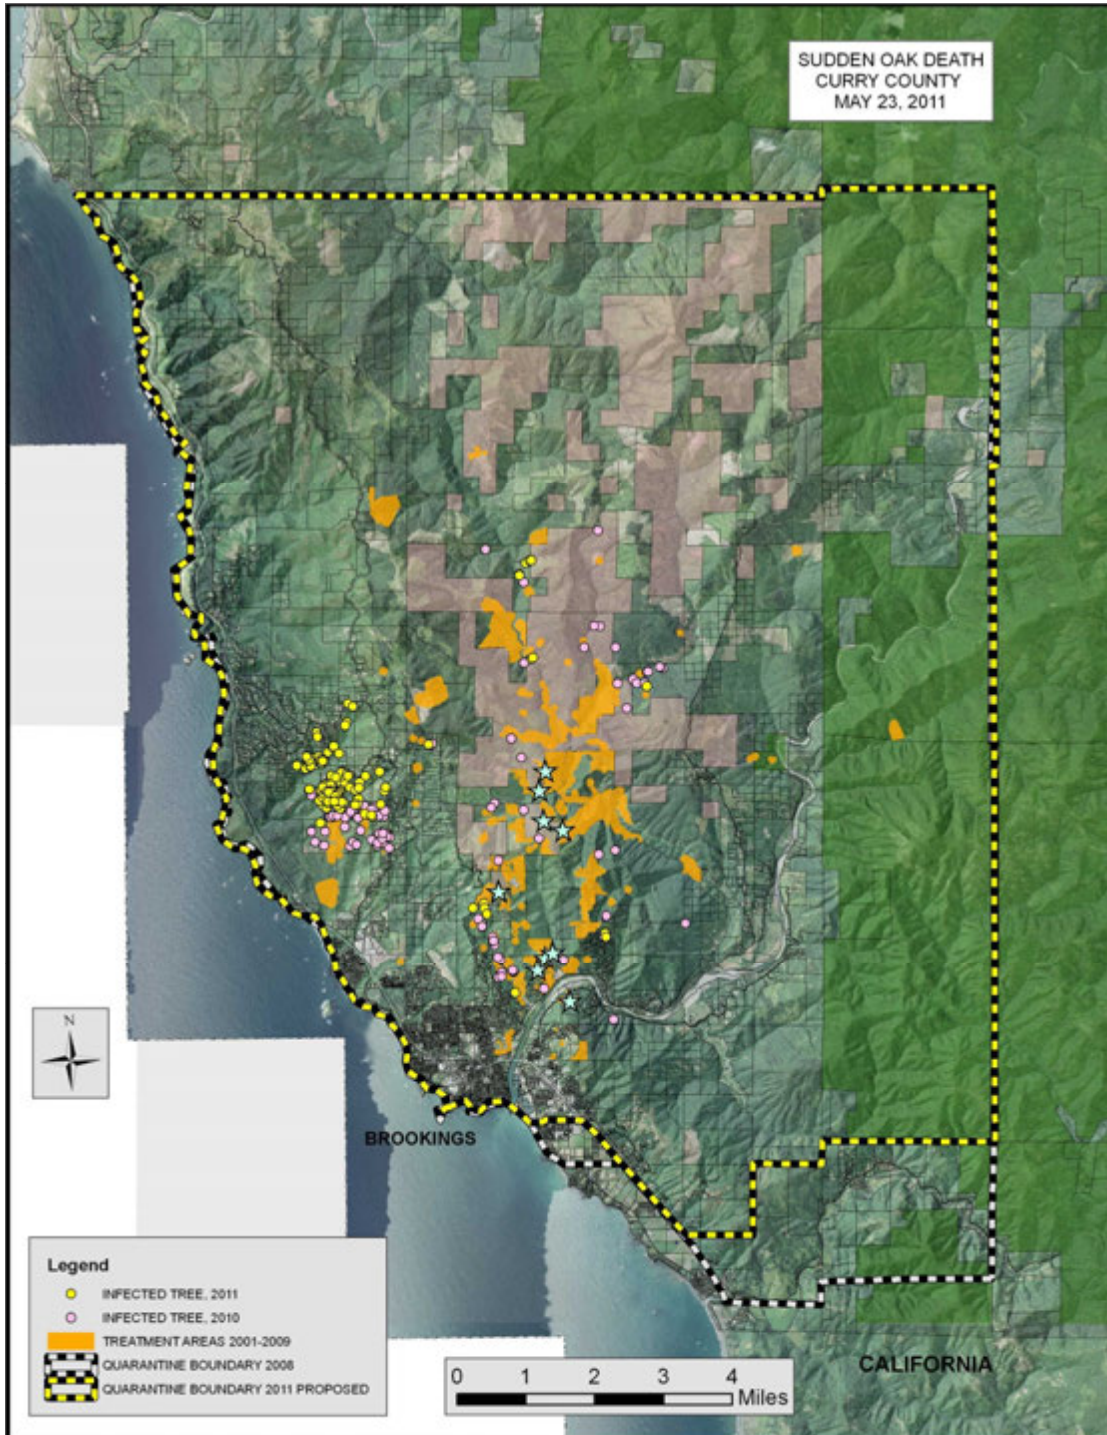 SUDDEN OAK DEATH
CURRY COUNTY
MAY 23, 2011
N
BROOKINGS
Legend
INFECTED TREE, 2011
INFECTED TREE, 2010
TREATMENT AREAS 2001-2009
QUARANTINE BOUNDARY 2008
QUARANTINE BOUNDARY 2011 PROPOSED
CALIFORNIA
0 1 2 3 4
Miles